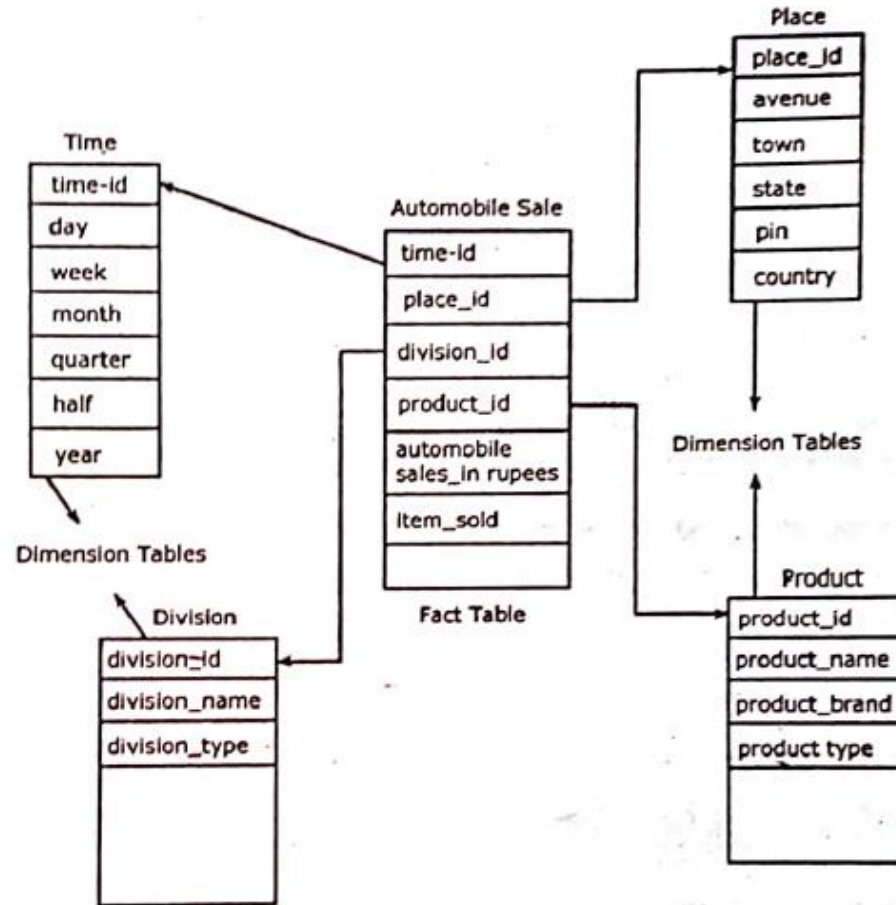 Place
place_id
avenue
town
state
pin
country
Time
time-id
day
week
month
quarter
half
year
Automobile Sale
time-id
place_id
division_id
product_id
automobile
sales_in rupees
item_sold
Fact Table
Dimension Tables
Dimension Tables
Division
division_id
division_name
division_type
Product
product_id
product_name
product_brand
product type